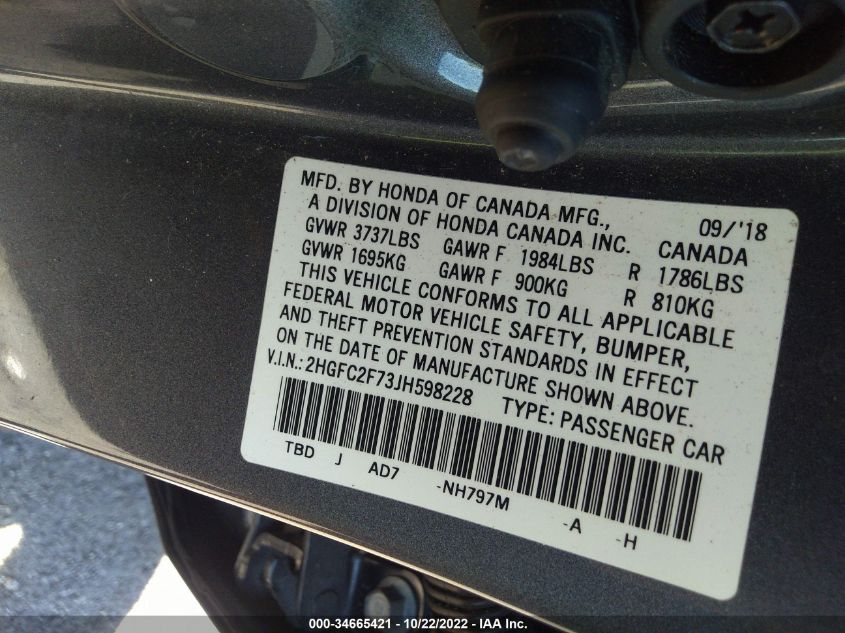 MFD. BY HONDA OF CANADA MFG., 09/'18
A DIVISION OF HONDA CANADA INC. CANADA
GVWR 3737LBS GAWR F 1984LBS R 1786LBS
GVWR 1695KG GAWR F 900KG R 810KG
THIS VEHICLE CONFORMS TO ALL APPLICABLE
FEDERAL MOTOR VEHICLE SAFETY, BUMPER,
AND THEFT PREVENTION STANDARDS IN EFFECT
ON THE DATE OF MANUFACTURE SHOWN ABOVE.
V.I.N.: 2HGFC2F73JH598228 TYPE: PASSENGER CAR
TBD J AD7 -NH797M -A -H
000-34665421 - 10/22/2022 - IAA Inc.